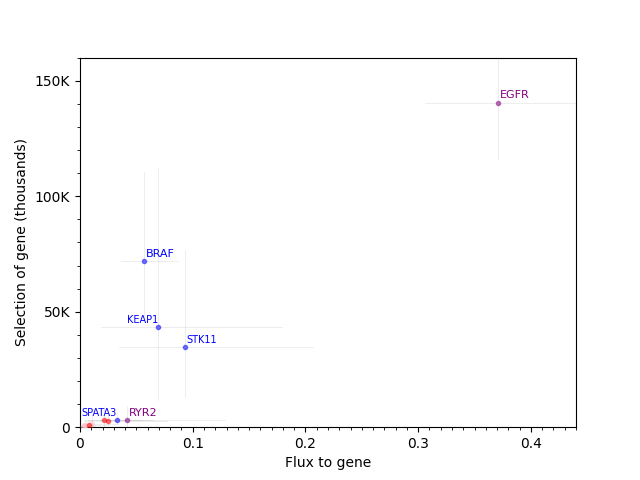 150K
EGFR
100K
BRAF
50K
KEAP1
STK11
SPATA3
RYR2
0
0
0.1
0.2
0.3
0.4
Flux to gene
Selection of gene (thousands)